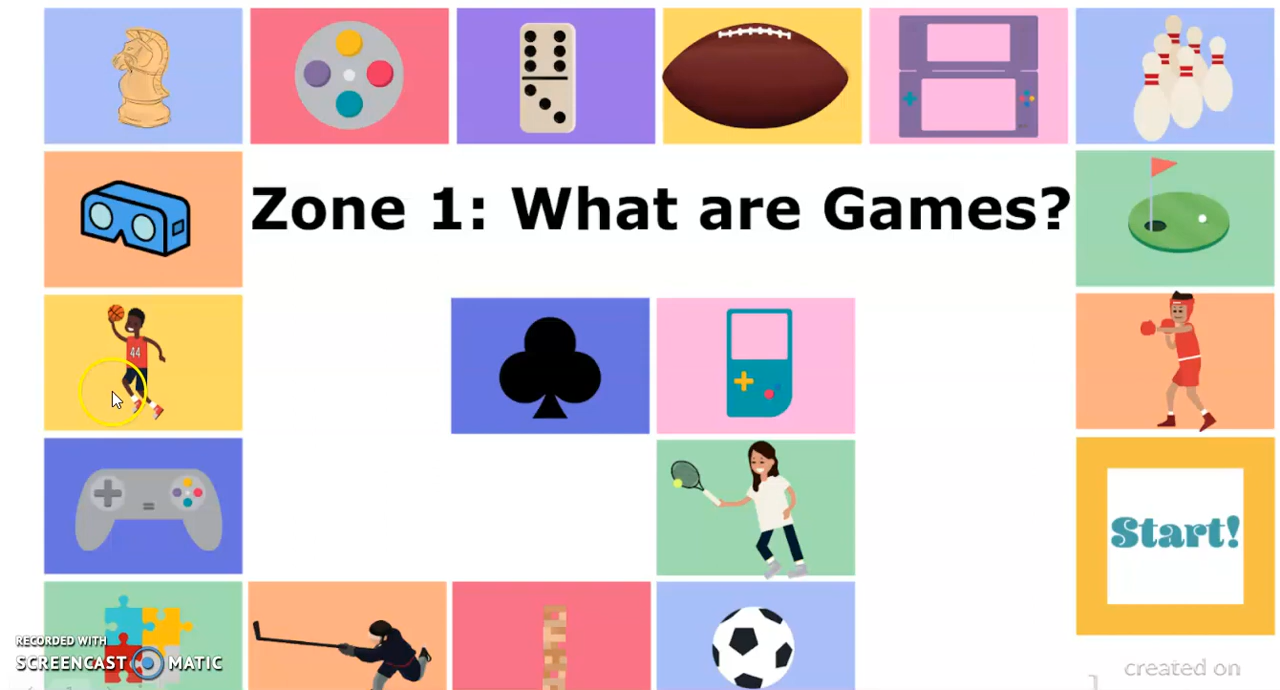 Zone 1: What are Games?
44
Start!
RECORDED WITH
SCREENCAST MATIC
created on